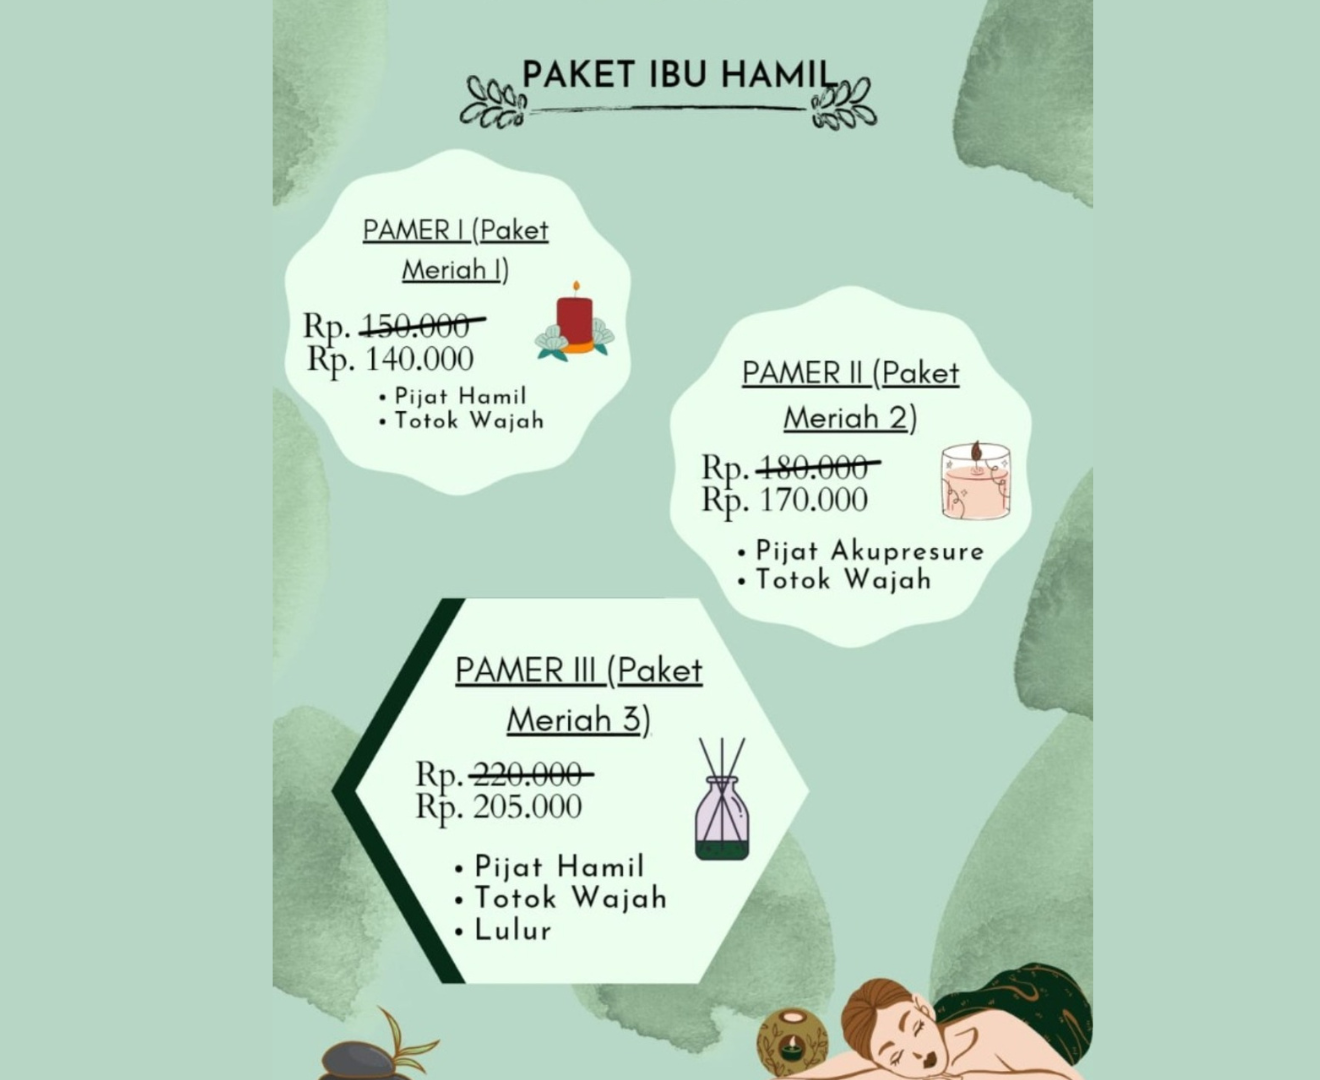 PAKET IBU HAMIL
PAMER I (Paket
Meriah I)
Rp. 150.000
Rp. 140.000
• Pijat Hamil
• Totok Wajah
PAMER II (Paket
Meriah 2)
Rp. 180.000
Rp. 170.000
• Pijat Akupresure
• Totok Wajah
PAMER III (Paket
Meriah 3)
Rp. 220.000
Rp. 205.000
• Pijat Hamil
• Totok Wajah
• Lulur